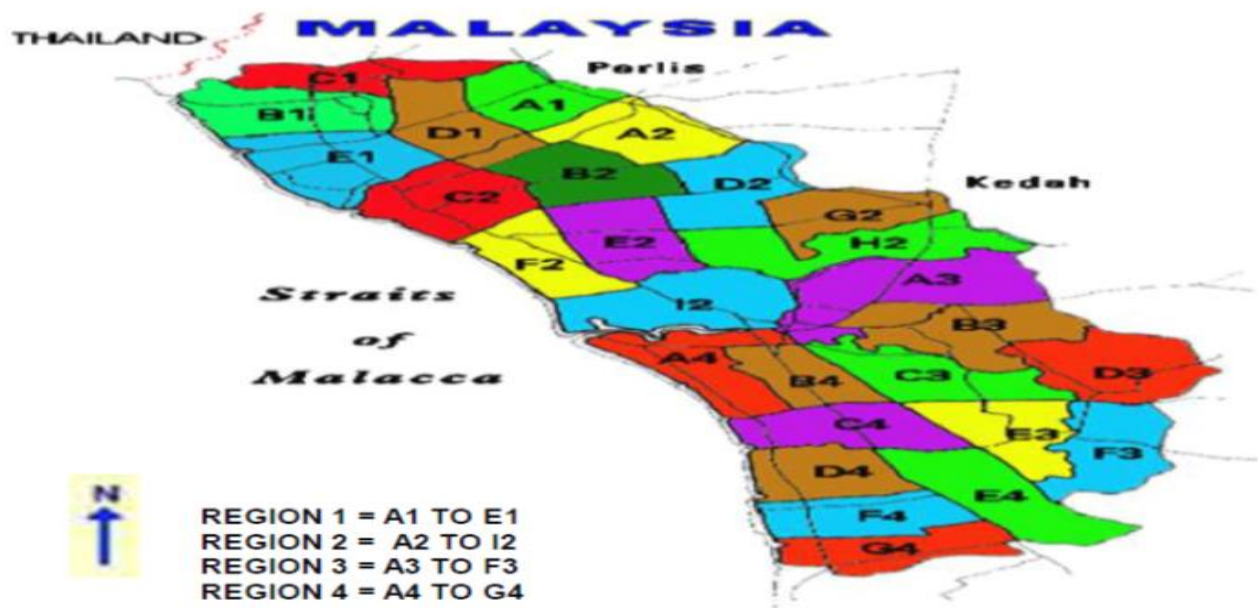 MALAYSIA
THAILAND
Perlis
C1
A1
B1
D1
A2
E1
B2
D2
Kedah
C2
G2
E2
H2
F2
A3
Straits
of
Malacca
I2
B3
A4
B4
C3
D3
C4
E3
F3
D4
E4
F4
G4
N
REGION 1 = A1 TO E1
REGION 2 = A2 TO I2
REGION 3 = A3 TO F3
REGION 4 = A4 TO G4